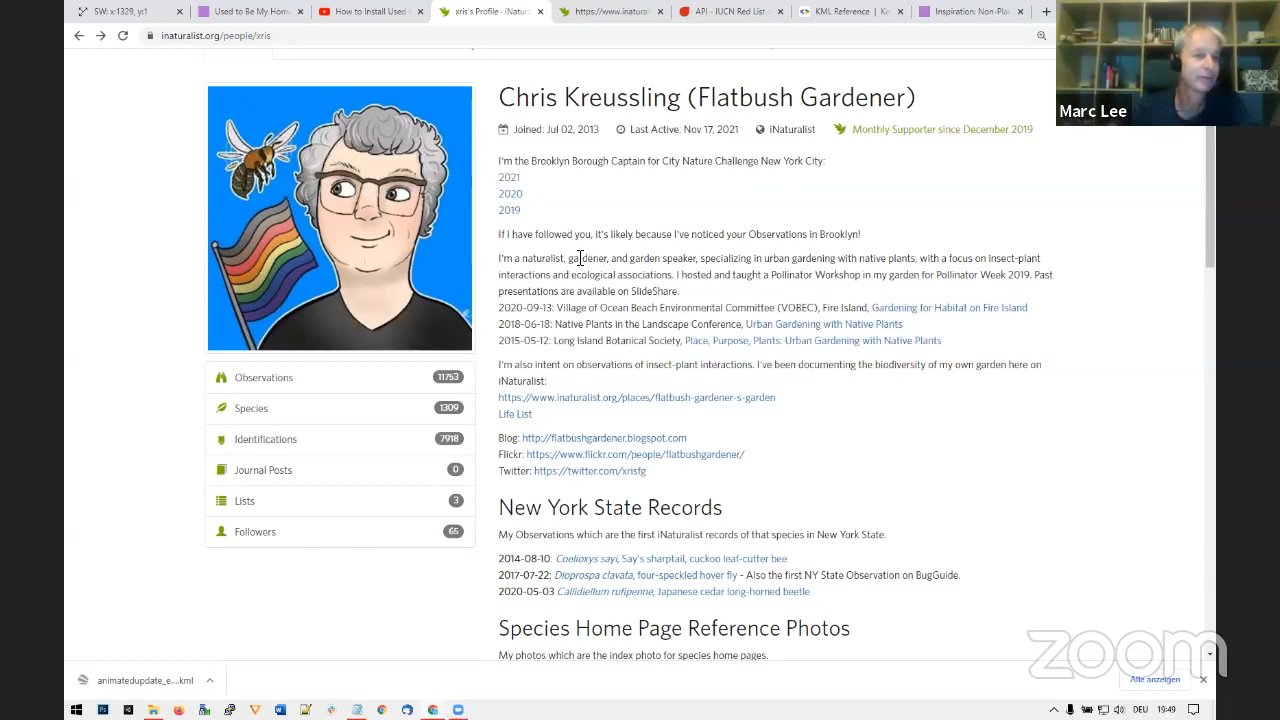 SW: x:1329, y:1
Used to Be My Home
How to Install Used
xris's Profile · iNatur
https://www.inatural
API - IUCN Red List
KML Reference | Ke
Inspiration: Non-Pla
inaturalist.org/people/xris
Marc Lee
Chris Kreussling (Flatbush Gardener)
Joined: Jul 02, 2013 Last Active: Nov 17, 2021 iNaturalist Monthly Supporter since December 2019
I'm the Brooklyn Borough Captain for City Nature Challenge New York City:
2021
2020
2019
If I have followed you, it's likely because I've noticed your Observations in Brooklyn!
I'm a naturalist, gardener, and garden speaker, specializing in urban gardening with native plants, with a focus on insect-plant
interactions and ecological associations. I hosted and taught a Pollinator Workshop in my garden for Pollinator Week 2019. Past
presentations are available on SlideShare.
2020-09-13: Village of Ocean Beach Environmental Committee (VOBEC), Fire Island, Gardening for Habitat on Fire Island
2018-06-18: Native Plants in the Landscape Conference, Urban Gardening with Native Plants
2015-05-12: Long Island Botanical Society, Place, Purpose, Plants: Urban Gardening with Native Plants
I'm also intent on observations of insect-plant interactions. I've been documenting the biodiversity of my own garden here on
iNaturalist:
https://www.inaturalist.org/places/flatbush-gardener-s-garden
Life List
Blog: http://flatbushgardener.blogspot.com
Flickr: https://www.flickr.com/people/flatbushgardener/
Twitter: https://twitter.com/xrisfg
Observations 11753
Species 1309
Identifications 7918
Journal Posts 0
Lists 3
Followers 65
New York State Records
My Observations which are the first iNaturalist records of that species in New York State.
2014-08-10: Coelioxys sayi, Say's sharptail, cuckoo leaf-cutter bee
2017-07-22: Dioprospa clavata, four-speckled hover fly - Also the first NY State Observation on BugGuide.
2020-05-03 Callidiellum rufipenne, Japanese cedar long-horned beetle
Species Home Page Reference Photos
My photos which are the index photo for species home pages.
zoom
animatedupdate_e....kml
Alle anzeigen
DEU 19:49